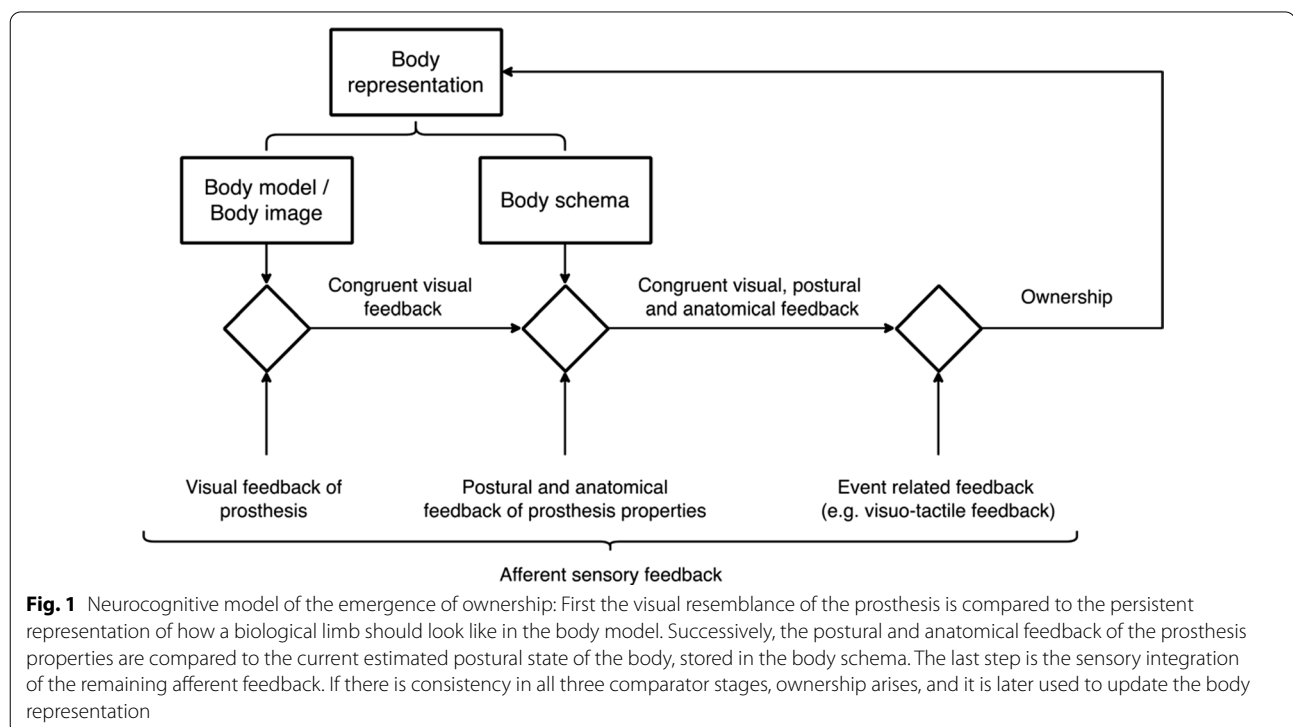 Body
representation
Body model /
Body image
Body schema
Congruent visual
feedback
Congruent visual, postural
and anatomical feedback
Ownership
Visual feedback of
prosthesis
Postural and anatomical
feedback of prosthesis properties
Event related feedback
(e.g. visuo-tactile feedback)
Afferent sensory feedback
Fig. 1 Neurocognitive model of the emergence of ownership: First the visual resemblance of the prosthesis is compared to the persistent
representation of how a biological limb should look like in the body model. Successively, the postural and anatomical feedback of the prosthesis
properties are compared to the current estimated postural state of the body, stored in the body schema. The last step is the sensory integration
of the remaining afferent feedback. If there is consistency in all three comparator stages, ownership arises, and it is later used to update the body
representation